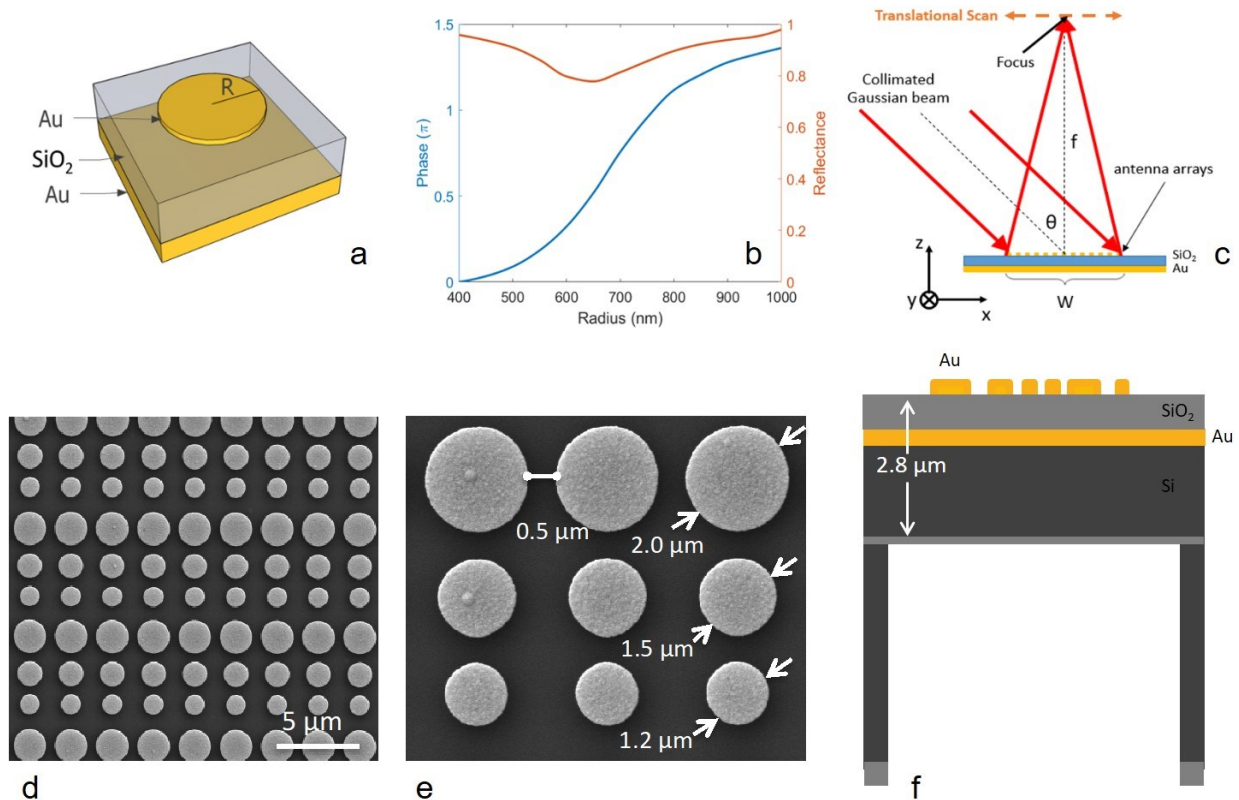 R
Au
SiO₂
Au
a
1.5
1
0.5
0
Phase (π)
400
500
600
700
800
900
1000
Radius (nm)
1
0.8
0.6
0.4
0.2
0
Reflectance
b
Translational Scan
Focus
Collimated
Gaussian beam
f
antenna arrays
θ
z
y
x
W
SiO₂
Au
c
5 µm
d
0.5 µm
2.0 µm
1.5 µm
1.2 µm
e
Au
SiO₂
Au
2.8 µm
Si
f